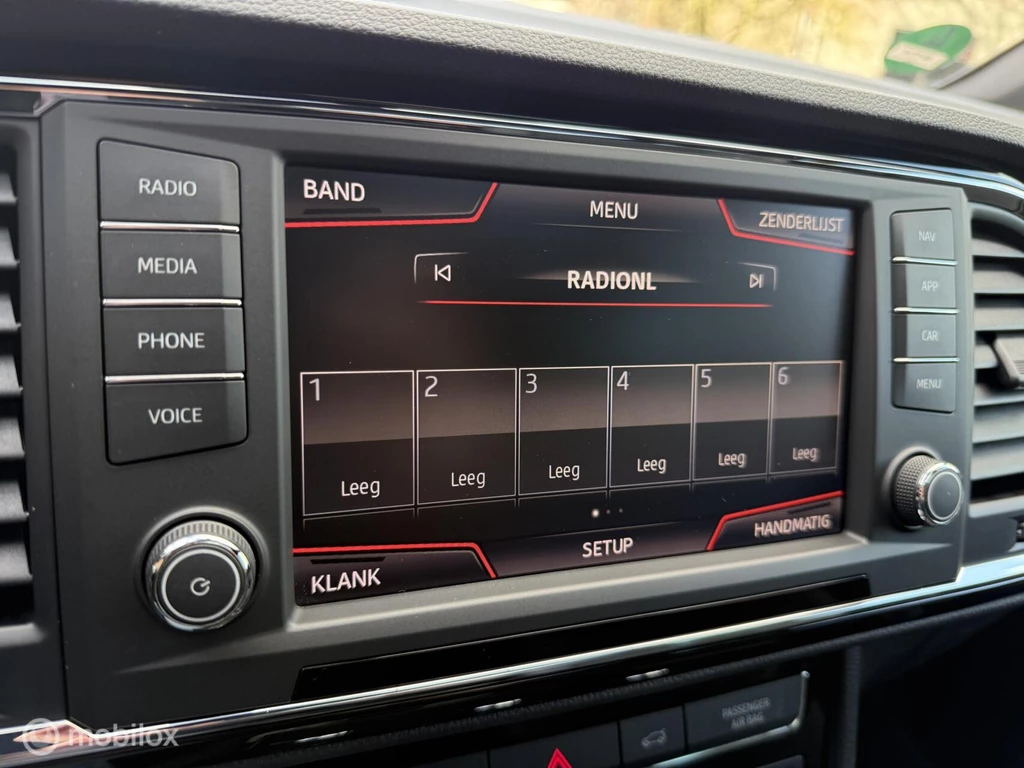 RADIO
MEDIA
PHONE
VOICE
BAND
MENU
ZENDERLIJST
RADIONL
1 2 3 4 5 6
Leeg Leeg Leeg Leeg Leeg Leeg
KLANK
SETUP
HANDMATIG
NAV
APP
CAR
MENU
PASSENGER
AIR BAG
mobilox